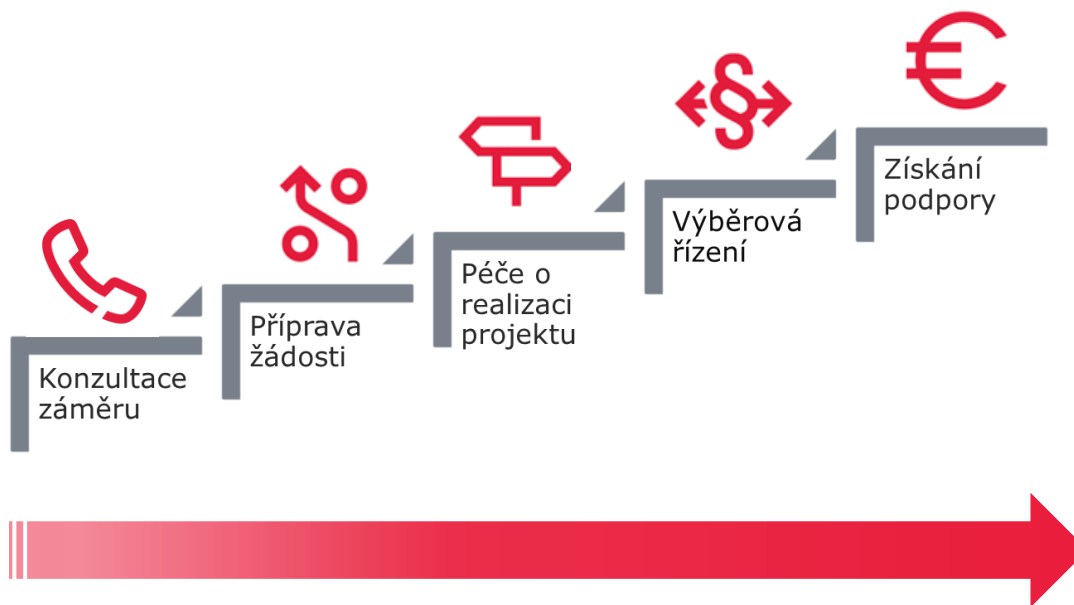 Konzultace
záměru
Příprava
žádosti
Péče o
realizaci
projektu
Výběrová
řízení
Získání
podpory